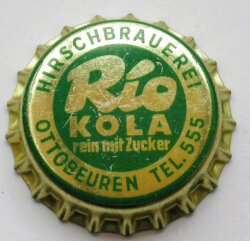 HIRSCHBRAUEREI
Rio
KOLA
rein mit Zucker
OTTOBEUREN TEL. 555